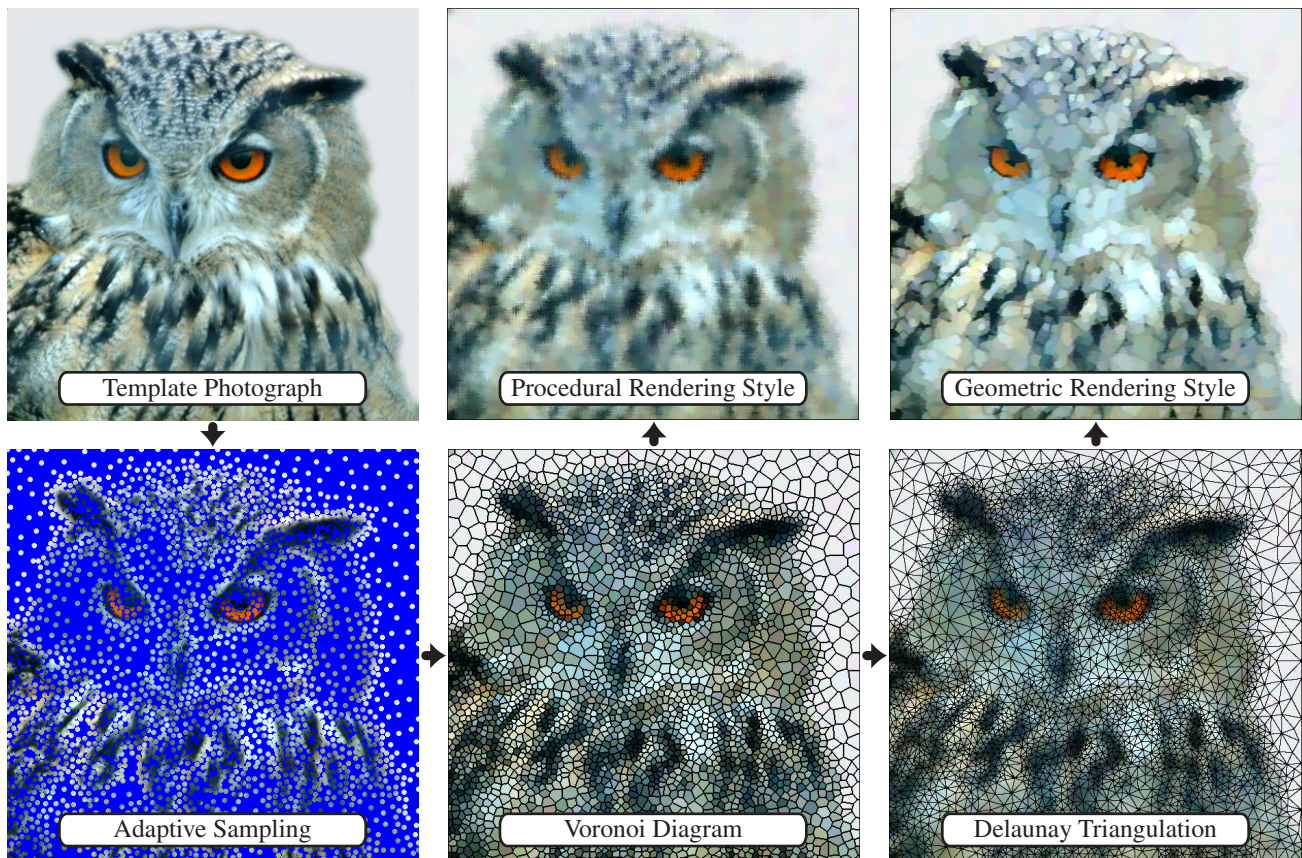 Template Photograph
Procedural Rendering Style
Geometric Rendering Style
Adaptive Sampling
Voronoi Diagram
Delaunay Triangulation